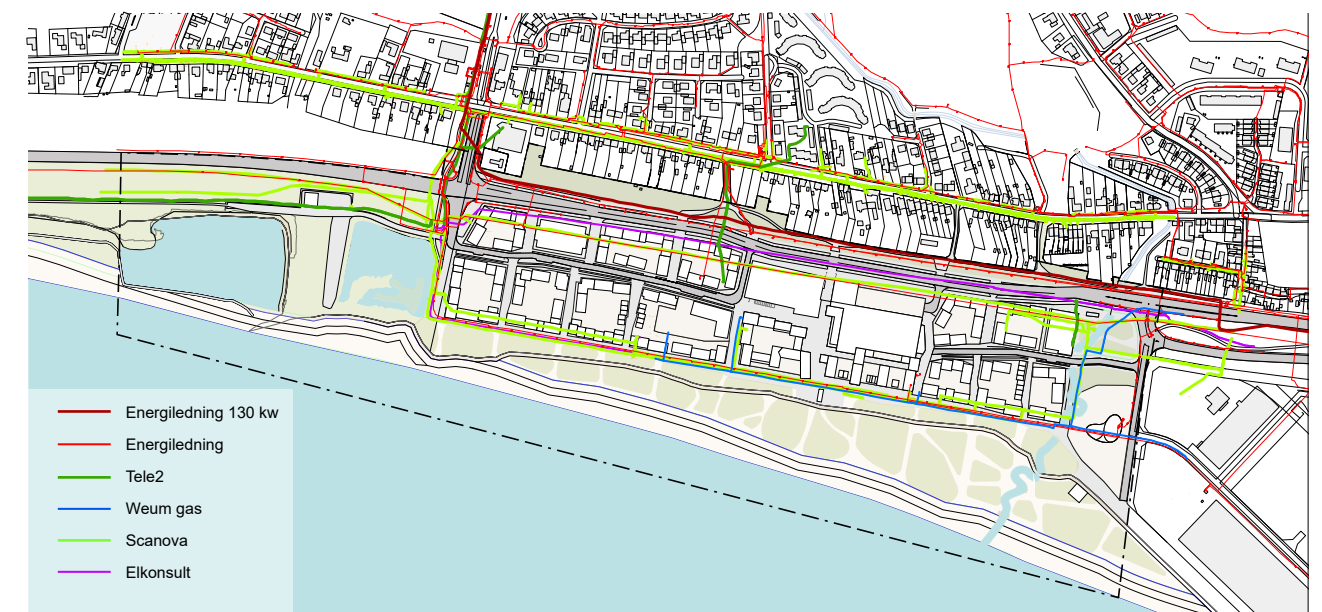 Energiledning 130 kw
Energiledning
Tele2
Weum gas
Scanova
Elkonsult